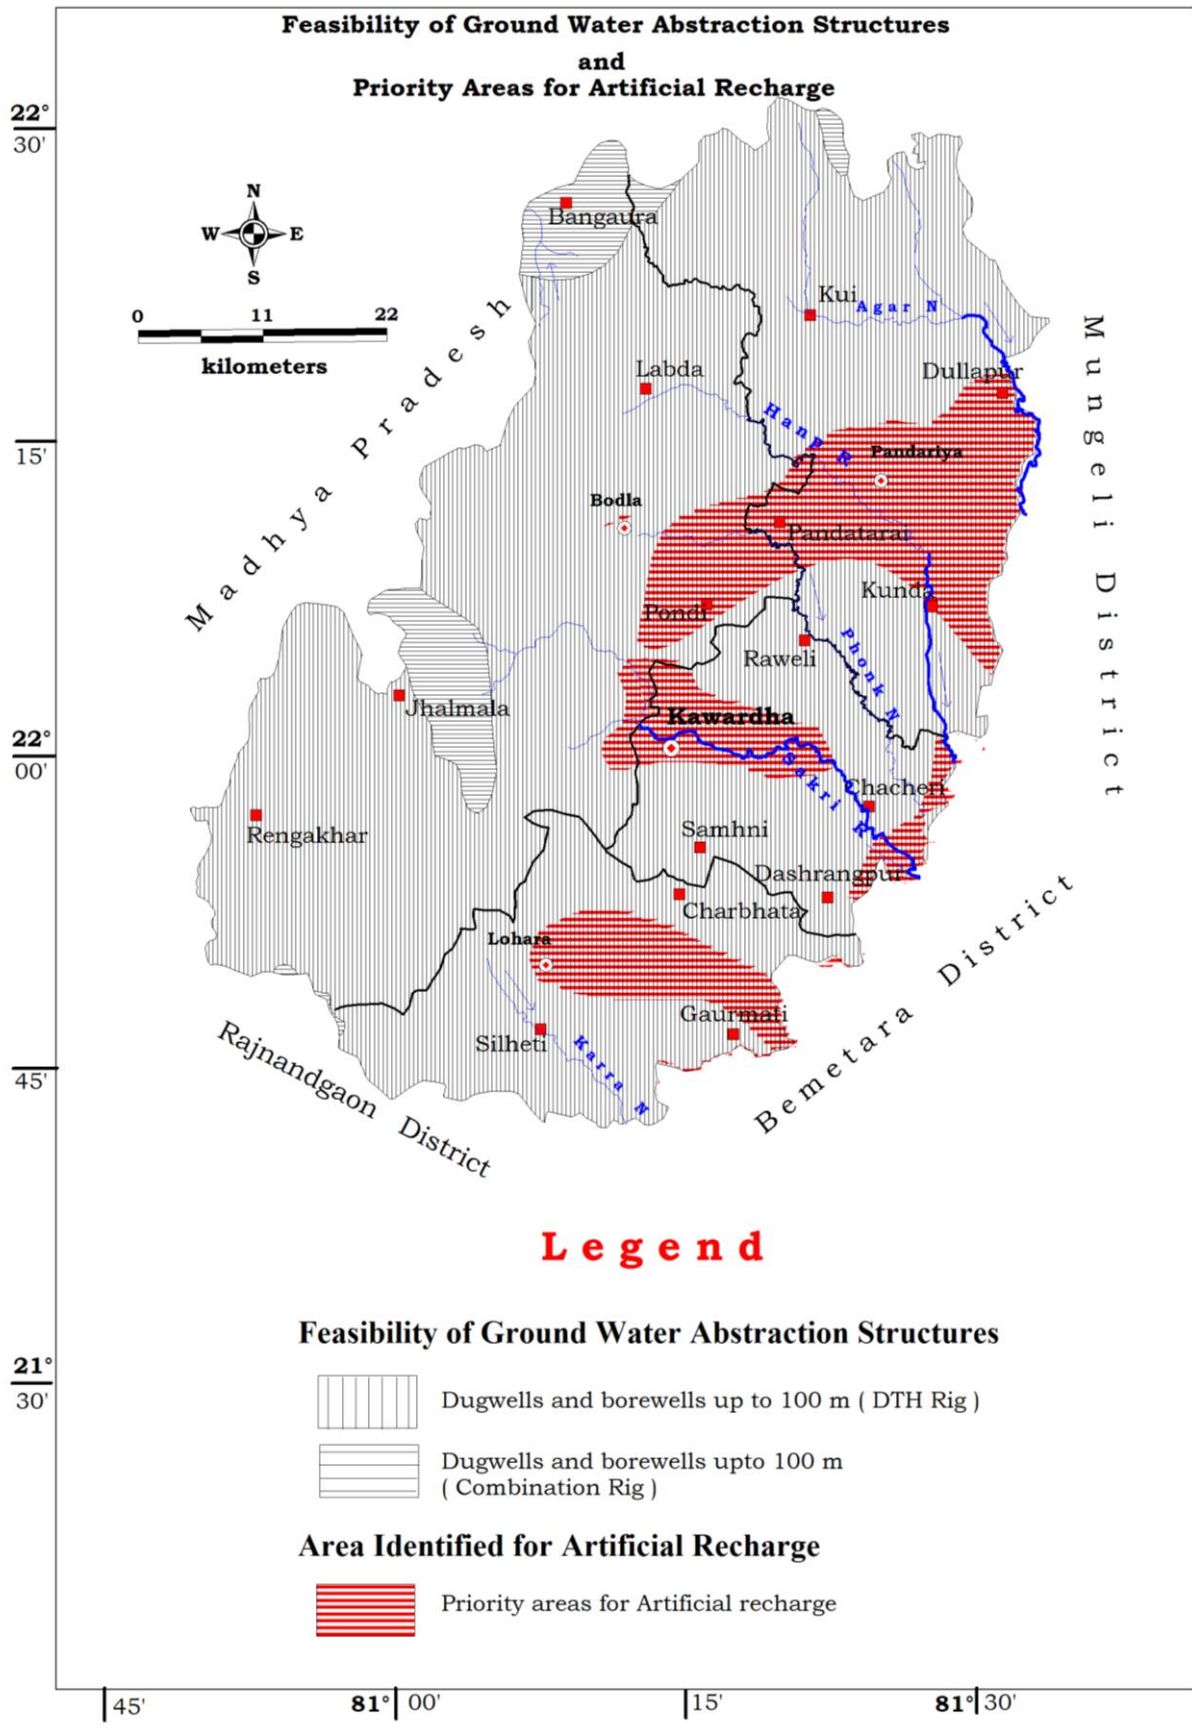 Feasibility of Ground Water Abstraction Structures
and
Priority Areas for Artificial Recharge
22°
30'
N
W E
S
0 11 22
kilometers
Bangaura
Kui
Agar N
Labda
Dullapur
Hanp R
15'
Pandariya
Bodla
Pandatarai
Madhya Pradesh
Mungeli District
Kunda
Pondi
Raweli
Phonk N
Jhalmala
Kawardha
22°
00'
Sakri R
Chacheri
Rengakhar
Samhni
Dashrangpur
Charbhata
Lohara
Gaurmati
Silheti
Karra N
Bemetara District
Rajnandgaon District
45'
Legend
Feasibility of Ground Water Abstraction Structures
21°
30'
Dugwells and borewells up to 100 m ( DTH Rig )
Dugwells and borewells upto 100 m
( Combination Rig )
Area Identified for Artificial Recharge
Priority areas for Artificial recharge
45' 81° 00' 15' 81° 30'